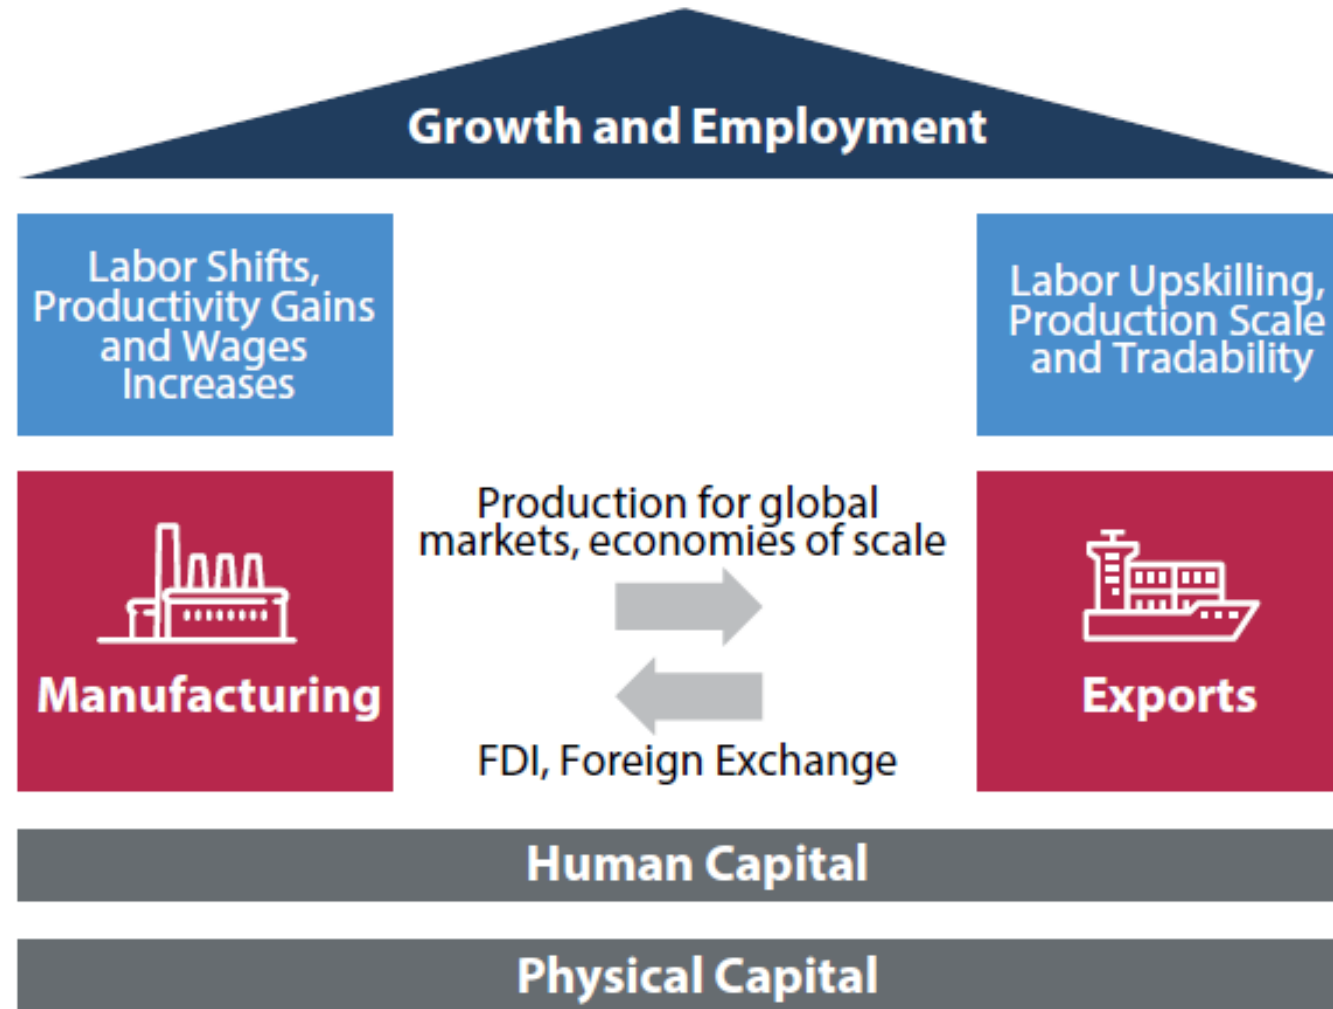 Growth and Employment
Labor Shifts,
Productivity Gains
and Wages
Increases
Labor Upskilling,
Production Scale
and Tradability
Production for global
markets, economies of scale
Manufacturing
Exports
FDI, Foreign Exchange
Human Capital
Physical Capital